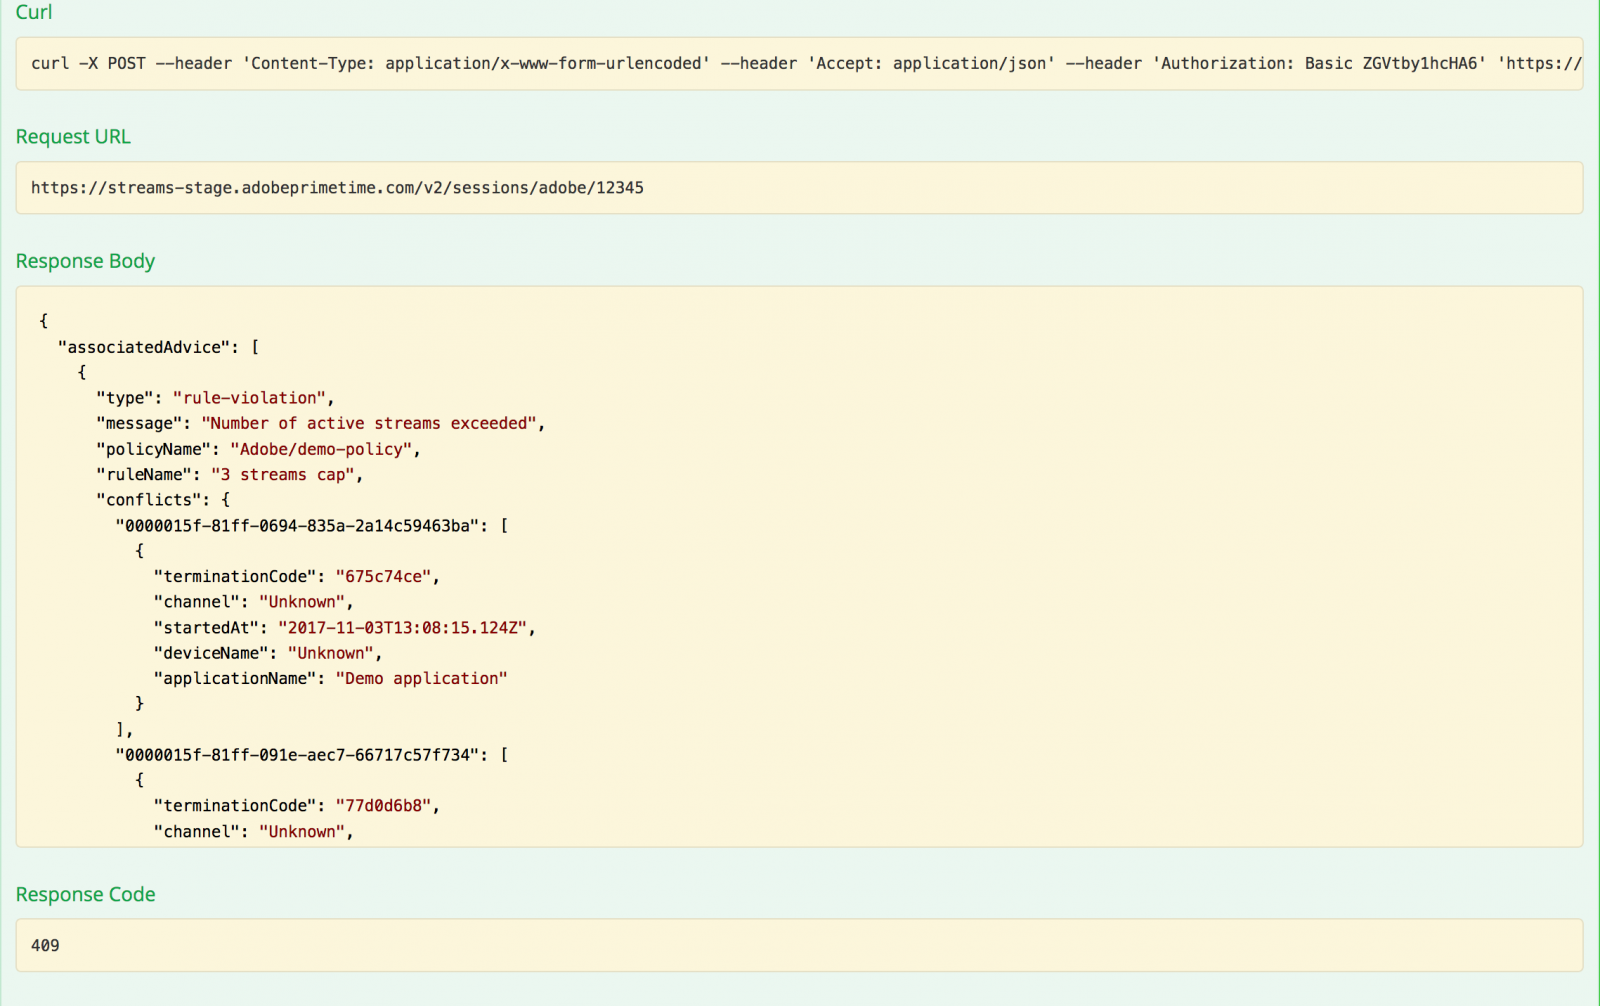 Curl
curl -X POST --header 'Content-Type: application/x-www-form-urlencoded' --header 'Accept: application/json' --header 'Authorization: Basic ZGVtby1hcHA6' 'https://
Request URL
https://streams-stage.adobeprimetime.com/v2/sessions/adobe/12345
Response Body
{
"associatedAdvice": [
{
"type": "rule-violation",
"message": "Number of active streams exceeded",
"policyName": "Adobe/demo-policy",
"ruleName": "3 streams cap",
"conflicts": {
"0000015f-81ff-0694-835a-2a14c59463ba": [
{
"terminationCode": "675c74ce",
"channel": "Unknown",
"startedAt": "2017-11-03T13:08:15.124Z",
"deviceName": "Unknown",
"applicationName": "Demo application"
}
],
"0000015f-81ff-091e-aec7-66717c57f734": [
{
"terminationCode": "77d0d6b8",
"channel": "Unknown",
Response Code
409